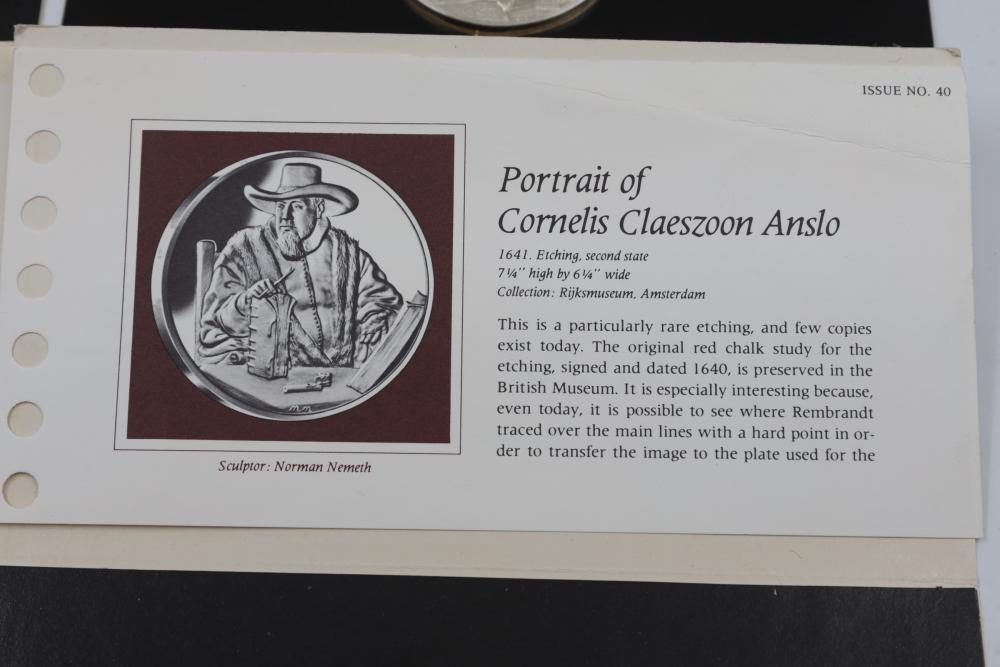 ISSUE NO. 40
Portrait of
Cornelis Claeszoon Anslo
1641. Etching, second state
7¼" high by 6¼" wide
Collection: Rijksmuseum, Amsterdam
This is a particularly rare etching, and few copies
exist today. The original red chalk study for the
etching, signed and dated 1640, is preserved in the
British Museum. It is especially interesting because,
even today, it is possible to see where Rembrandt
traced over the main lines with a hard point in or-
der to transfer the image to the plate used for the
Sculptor: Norman Nemeth